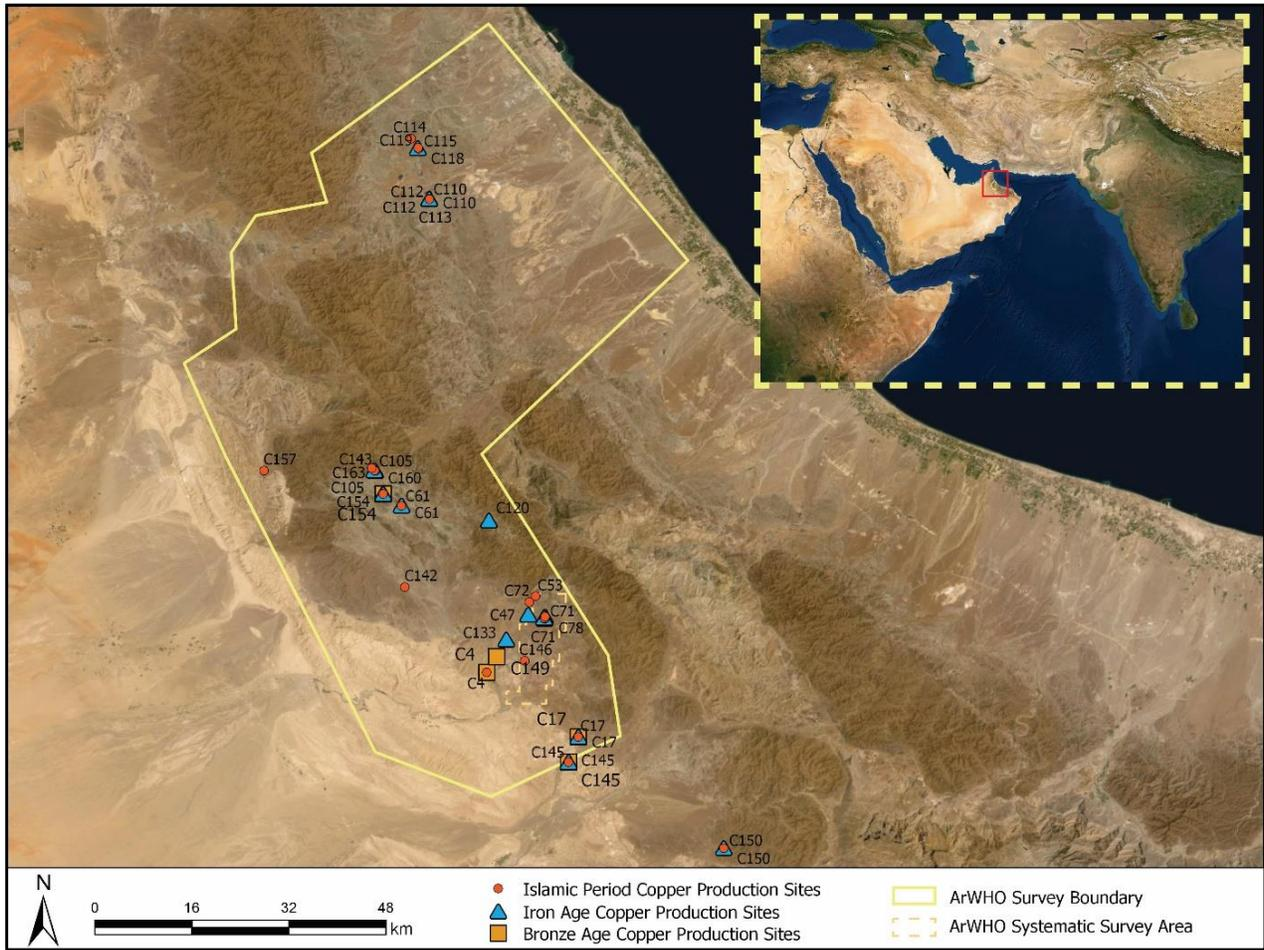 C114
C119 C115
C118
C112 C110
C112 C110
C113
C157
C143 C105
C163 C160
C105
C154 C61
C154 C61
C120
C142
C72 C53
C47 C71
C71 C78
C133
C146
C4 C149
C4
C17
C17
C17
C145 C145
C145
C150
C150
N
0 16 32 48
km
Islamic Period Copper Production Sites
Iron Age Copper Production Sites
Bronze Age Copper Production Sites
ArWHO Survey Boundary
ArWHO Systematic Survey Area